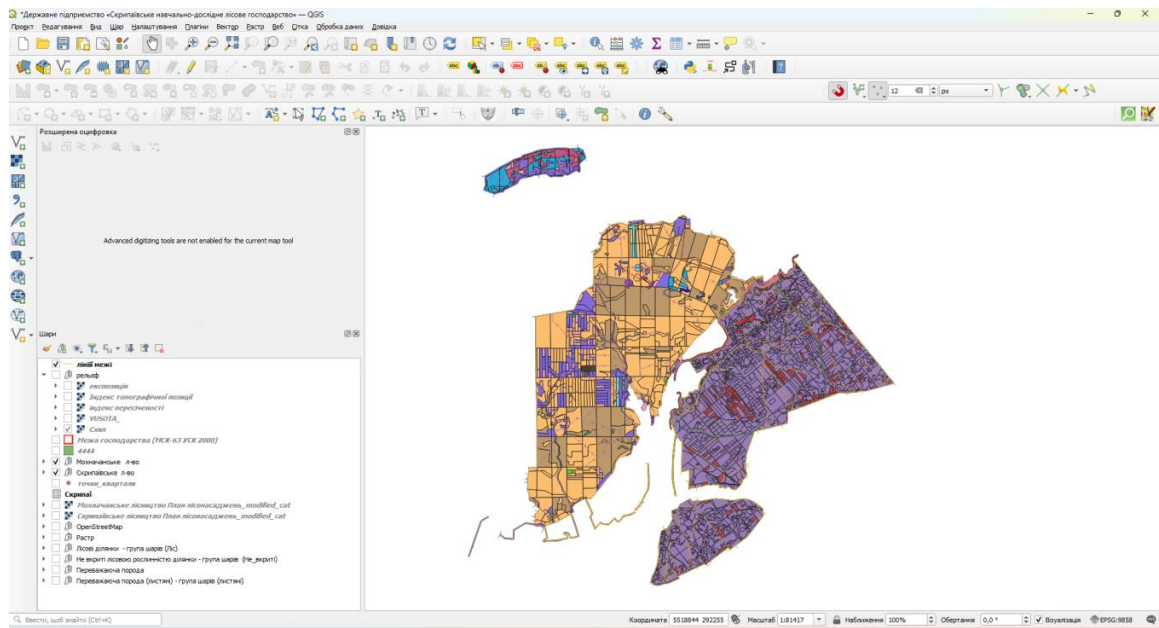 *Державне підприємство «Скрипаївське навчально-дослідне лісове господарство» — QGIS
Проєкт Редагування Вид Шар Налаштування Плагіни Вектор Растр Веб Сітка Обробка даних Довідка
12 px
Розширена оцифровка
Advanced digitizing tools are not enabled for the current map tool
Шари
лінії межі
рельєф
експозиція
Індекс топографічної позиції
індекс пересіченості
VUSOTA_
Схил
Межа господарства (МСК-63 УСК 2000)
4444
Мохначанське л-во
Скрипаївське л-во
точки_квартали
Скрипаї
Мохначанське лісництво План лісонасаджень_modified_cat
Скрипаївське лісництво План лісонасаджень_modified_cat
OpenStreetMap
Растр
Лісові ділянки - група шарів (Ліс)
Не вкриті лісовою рослинністю ділянки - група шарів (Не_вкриті)
Переважаюча порода
Переважаюча порода (листяні) - група шарів (листяні)
Ввести, щоб знайти (Ctrl+K) Координата 5518844 292255 Масштаб 1:81417 Наближення 100% Обертання 0,0 ° Візуалізація EPSG:9858